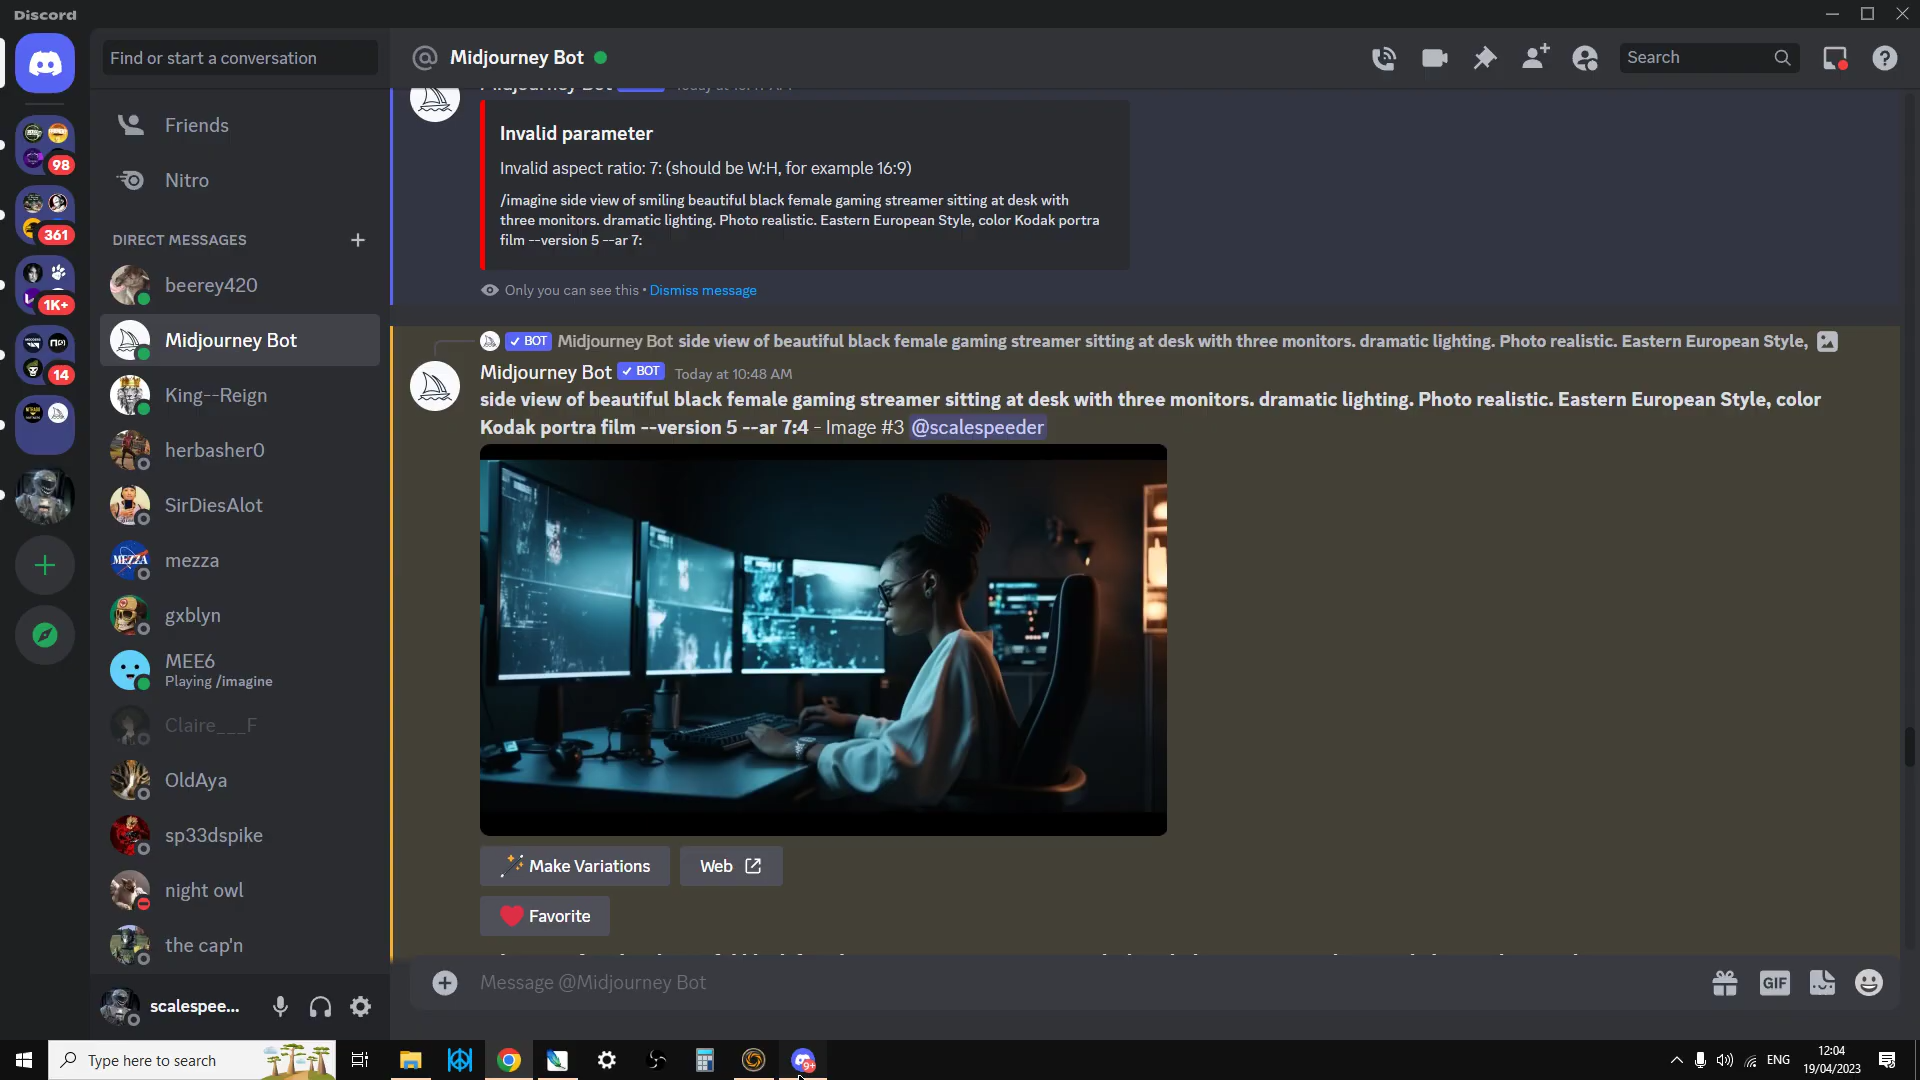 Discord
Find or start a conversation
Midjourney Bot
Search
Friends
Nitro
DIRECT MESSAGES
beerey420
Midjourney Bot
King--Reign
herbasher0
SirDiesAlot
mezza
gxblyn
MEE6
Playing /imagine
Claire___F
OldAya
sp33dspike
night owl
the cap'n
scalespee...
98
361
1K+
14
Invalid parameter
Invalid aspect ratio: 7: (should be W:H, for example 16:9)
/imagine side view of smiling beautiful black female gaming streamer sitting at desk with
three monitors. dramatic lighting. Photo realistic. Eastern European Style, color Kodak portra
film --version 5 --ar 7:
Only you can see this • Dismiss message
✓ BOT Midjourney Bot side view of beautiful black female gaming streamer sitting at desk with three monitors. dramatic lighting. Photo realistic. Eastern European Style,
Midjourney Bot ✓ BOT Today at 10:48 AM
side view of beautiful black female gaming streamer sitting at desk with three monitors. dramatic lighting. Photo realistic. Eastern European Style, color
Kodak portra film --version 5 --ar 7:4 - Image #3 @scalespeeder
Make Variations
Web
Favorite
Message @Midjourney Bot
GIF
Type here to search
9+
ENG
12:04
19/04/2023